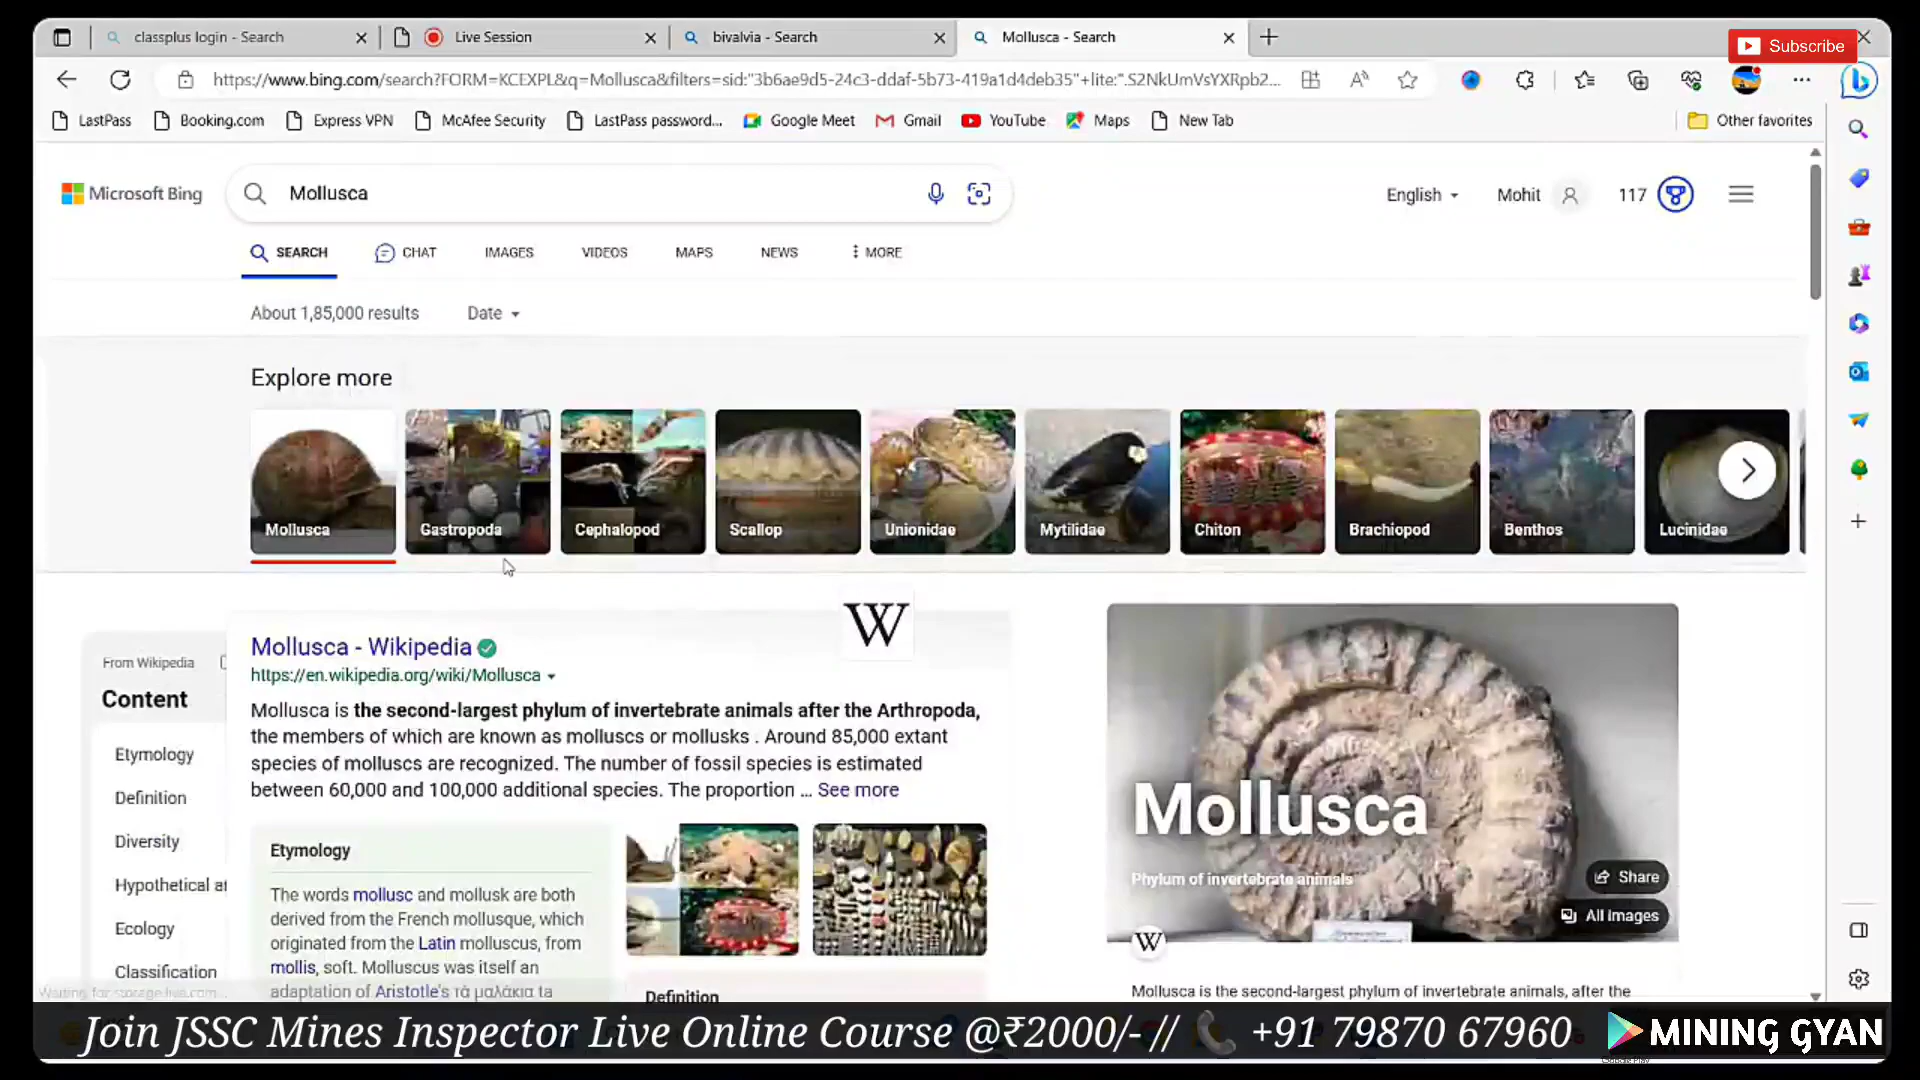 classplus login - Search
Live Session
bivalvia - Search
Mollusca - Search
Subscribe
https://www.bing.com/search?FORM=KCEXPL&q=Mollusca&filters=sid:"3b6ae9d5-24c3-ddaf-5b73-419a1d4deb35"+lite:".S2NkUmVsYXRpb2...
LastPass
Booking.com
Express VPN
McAfee Security
LastPass password...
Google Meet
Gmail
YouTube
Maps
New Tab
Other favorites
Microsoft Bing
Mollusca
English
Mohit
117
SEARCH
CHAT
IMAGES
VIDEOS
MAPS
NEWS
MORE
About 1,85,000 results
Date
Explore more
Mollusca
Gastropoda
Cephalopod
Scallop
Unionidae
Mytilidae
Chiton
Brachiopod
Benthos
Lucinidae
From Wikipedia
Content
Etymology
Definition
Diversity
Hypothetical
Ecology
Classification
Mollusca - Wikipedia
W
https://en.wikipedia.org/wiki/Mollusca
Mollusca is the second-largest phylum of invertebrate animals after the Arthropoda,
the members of which are known as molluscs or mollusks . Around 85,000 extant
species of molluscs are recognized. The number of fossil species is estimated
between 60,000 and 100,000 additional species. The proportion ... See more
Etymology
The words mollusc and mollusk are both
derived from the French mollusque, which
originated from the Latin molluscus, from
mollis, soft. Molluscus was itself an
adaptation of Aristotle's τὰ μαλάκια ta
Definition
Mollusca
Phylum of invertebrate animals
Share
All images
W
Mollusca is the second-largest phylum of invertebrate animals, after the
Waiting for storage.live.com...
Join JSSC Mines Inspector Live Online Course @₹2000/-// 📞 +91 79870 67960
MINING GYAN
Google Play